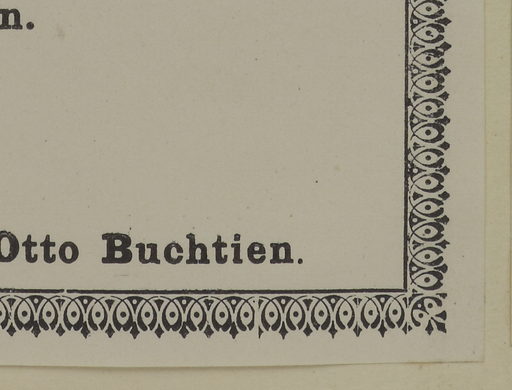 n.
Otto Buchtien.